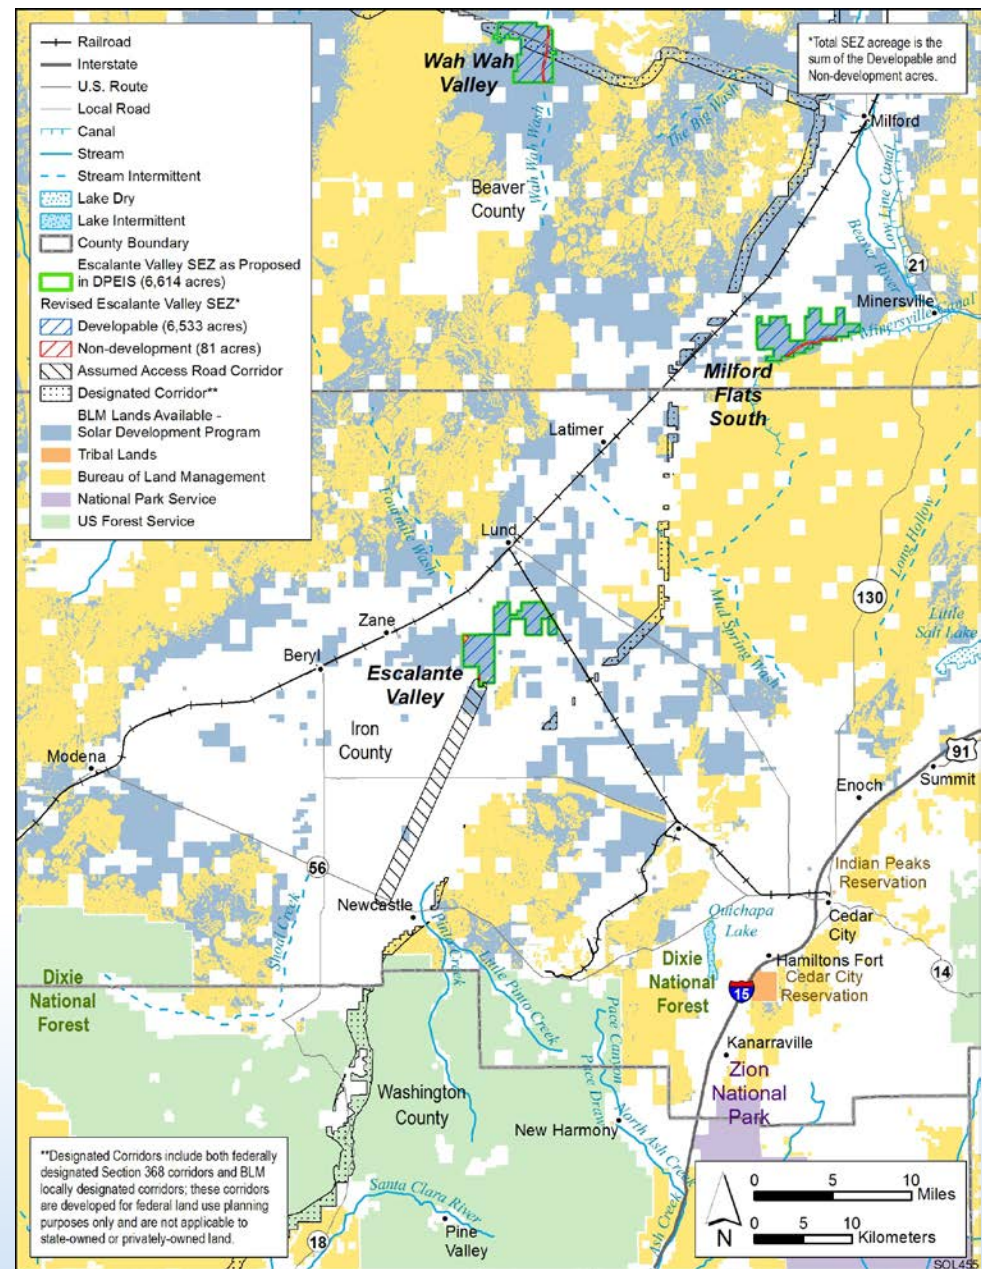 Railroad
Interstate
U.S. Route
Local Road
Canal
Stream
Stream Intermittent
Lake Dry
Lake Intermittent
County Boundary
Escalante Valley SEZ as Proposed
in DPEIS (6,614 acres)
Revised Escalante Valley SEZ*
Developable (6,533 acres)
Non-development (81 acres)
Assumed Access Road Corridor
Designated Corridor**
BLM Lands Available -
Solar Development Program
Tribal Lands
Bureau of Land Management
National Park Service
US Forest Service
*Total SEZ acreage is the
sum of the Developable and
Non-development acres.
Wah Wah
Valley
Wah Wah Wash
The Big Wash
Milford
Beaver
County
Low Line Canal
Beaver River
21
Minersville
Minersville Canal
Milford
Flats
South
Latimer
Fourmile Wash
Lund
Long Hollow
130
Mud Spring Wash
Little
Salt Lake
Zane
Beryl
Escalante
Valley
Iron
County
Modena
91
Summit
Enoch
56
Indian Peaks
Reservation
Newcastle
Cedar
City
Quichapa
Lake
Shoal Creek
Pinto Creek
Little Pinto Creek
Dixie
National
Forest
Dixie
National
Forest
Hamiltons Fort
Cedar City
Reservation
14
15
Pace Canyon
Pace Draw
Kanarraville
Zion
National
Park
Washington
County
New Harmony
North Ash Creek
Ash Creek
Santa Clara River
Pine
Valley
18
**Designated Corridors include both federally
designated Section 368 corridors and BLM
locally designated corridors; these corridors
are developed for federal land use planning
purposes only and are not applicable to
state-owned or privately-owned land.
N
0 5 10
Miles
0 5 10
Kilometers
SOL455